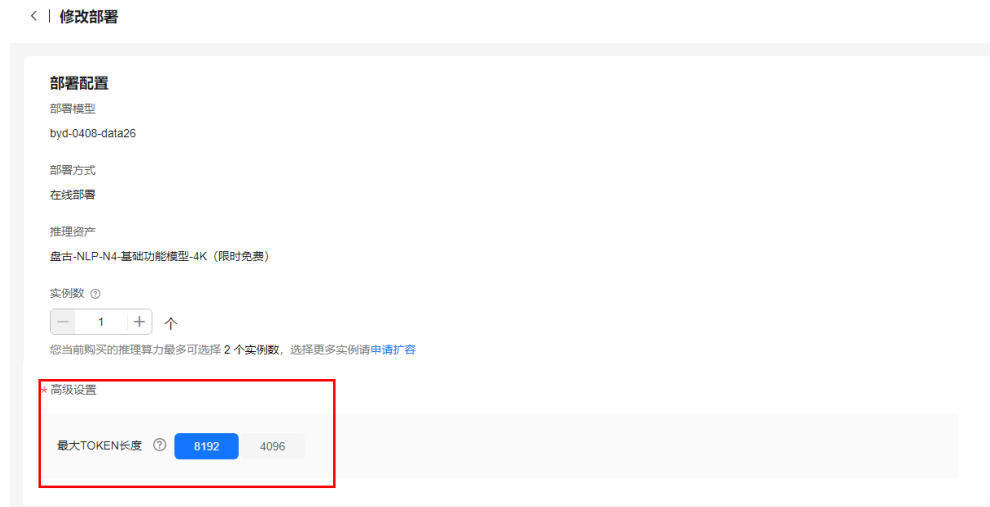 修改部署
部署配置
部署模型
byd-0408-data26
部署方式
在线部署
推理资产
盘古-NLP-N4-基础功能模型-4K（限时免费）
实例数
1 个
您当前购买的推理算力最多可选择 2 个实例数，选择更多实例请申请扩容
* 高级设置
最大TOKEN长度 8192 4096